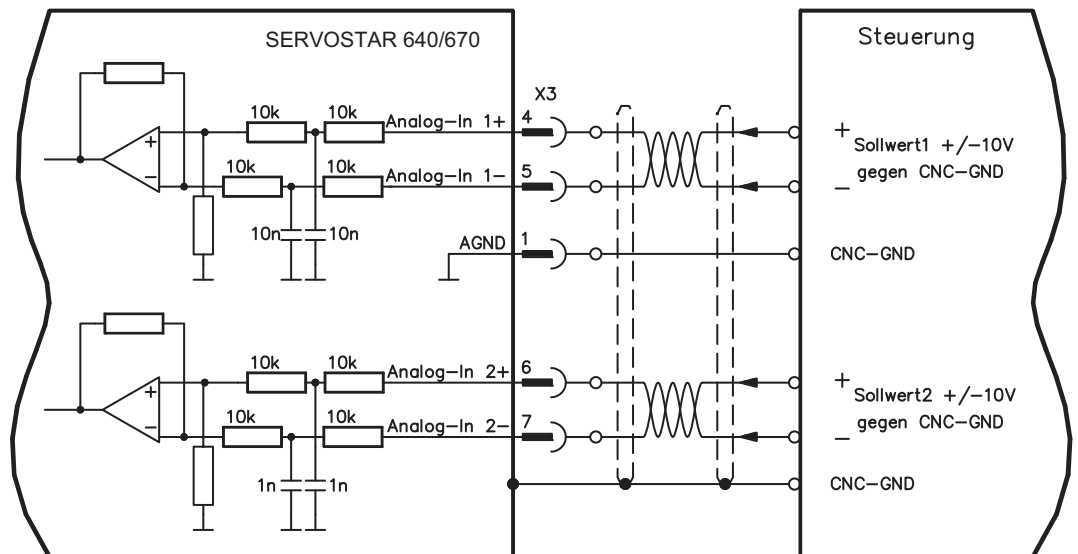 SERVOSTAR 640/670
Steuerung
X3
10k 10k Analog-In 1+ 4
+
+ Sollwert1 +/-10V
− gegen CNC-GND
−
10k 10k Analog-In 1- 5
10n 10n
AGND 1
CNC-GND
10k 10k Analog-In 2+ 6
+
+ Sollwert2 +/-10V
− gegen CNC-GND
−
10k 10k Analog-In 2- 7
1n 1n
CNC-GND